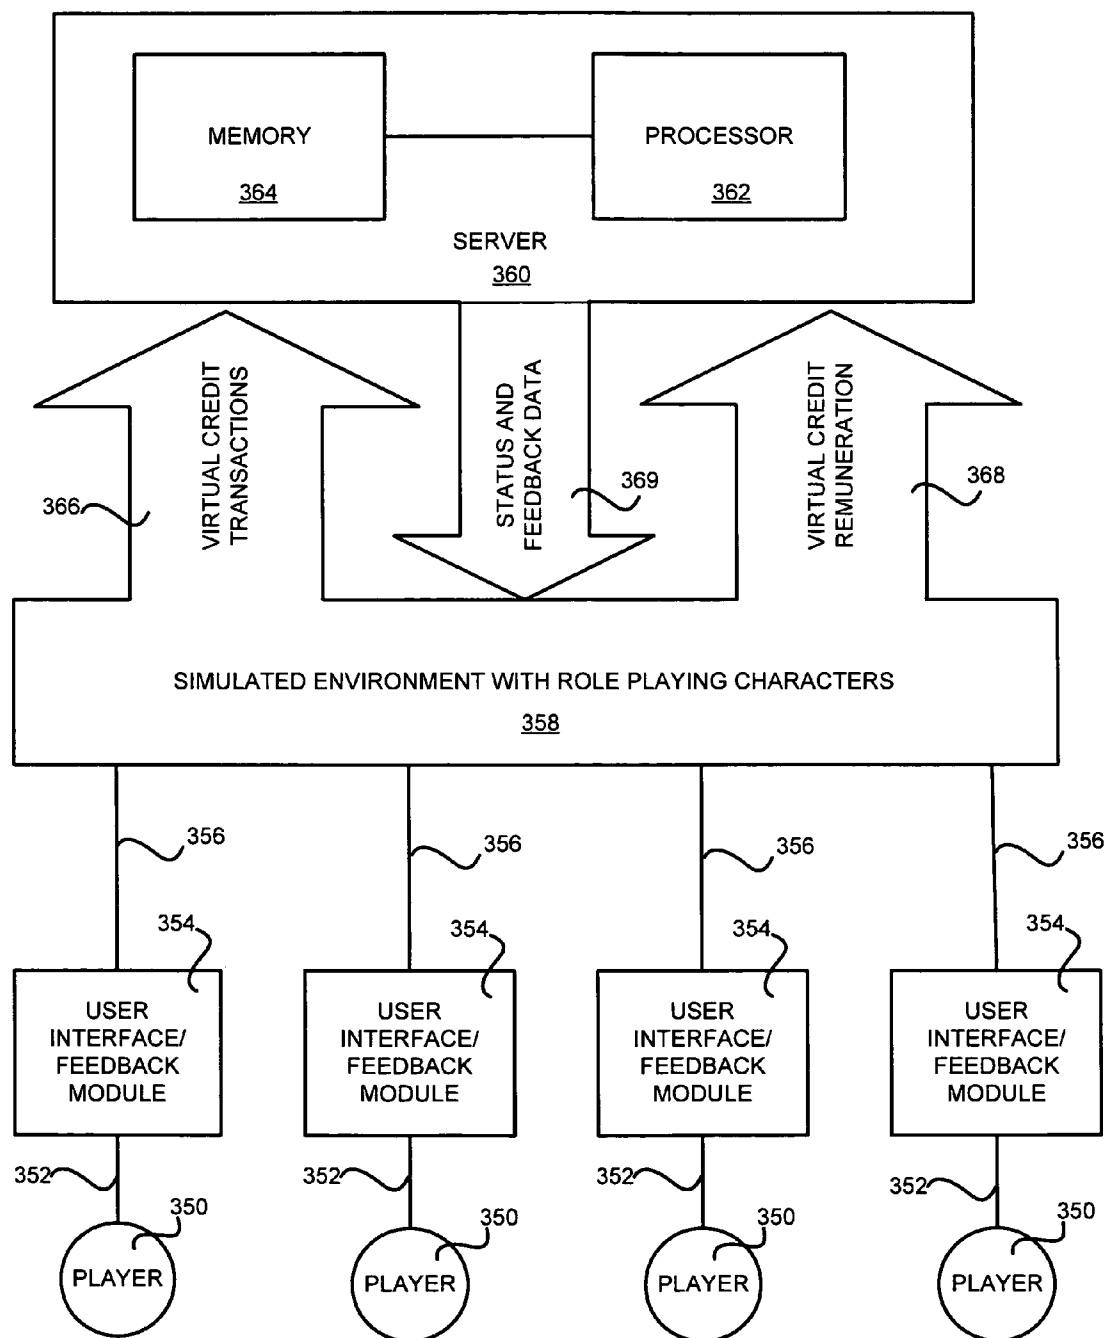 MEMORY
364
PROCESSOR
362
SERVER
360
VIRTUAL CREDIT
TRANSACTIONS
366
STATUS AND
FEEDBACK DATA
369
VIRTUAL CREDIT
REMUNERATION
368
SIMULATED ENVIRONMENT WITH ROLE PLAYING CHARACTERS
358
356
356
356
356
354
354
354
354
USER
INTERFACE/
FEEDBACK
MODULE
USER
INTERFACE/
FEEDBACK
MODULE
USER
INTERFACE/
FEEDBACK
MODULE
USER
INTERFACE/
FEEDBACK
MODULE
352
352
352
352
350
350
350
350
PLAYER
PLAYER
PLAYER
PLAYER